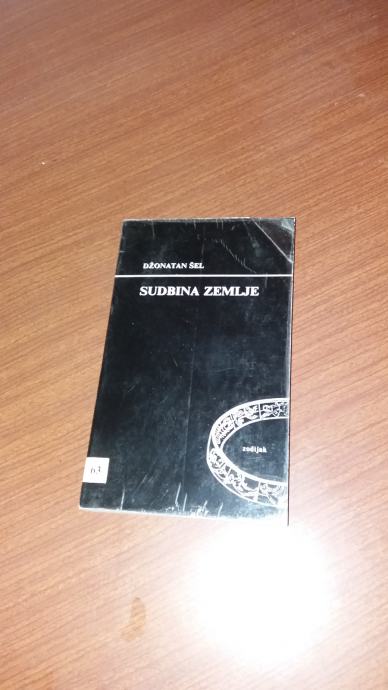 DŽONATAN ŠEL
SUDBINA ZEMLJE
zodijak
63